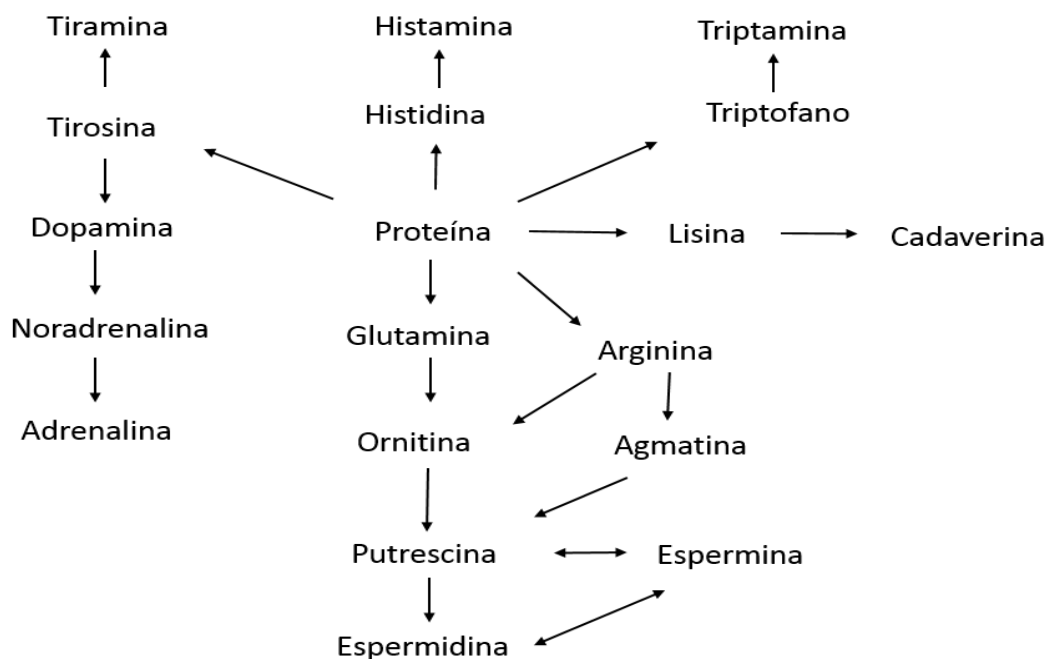 Tiramina
Histamina
Triptamina
Tirosina
Histidina
Triptofano
Dopamina
Proteína
Lisina
Cadaverina
Noradrenalina
Glutamina
Arginina
Adrenalina
Ornitina
Agmatina
Putrescina
Espermina
Espermidina